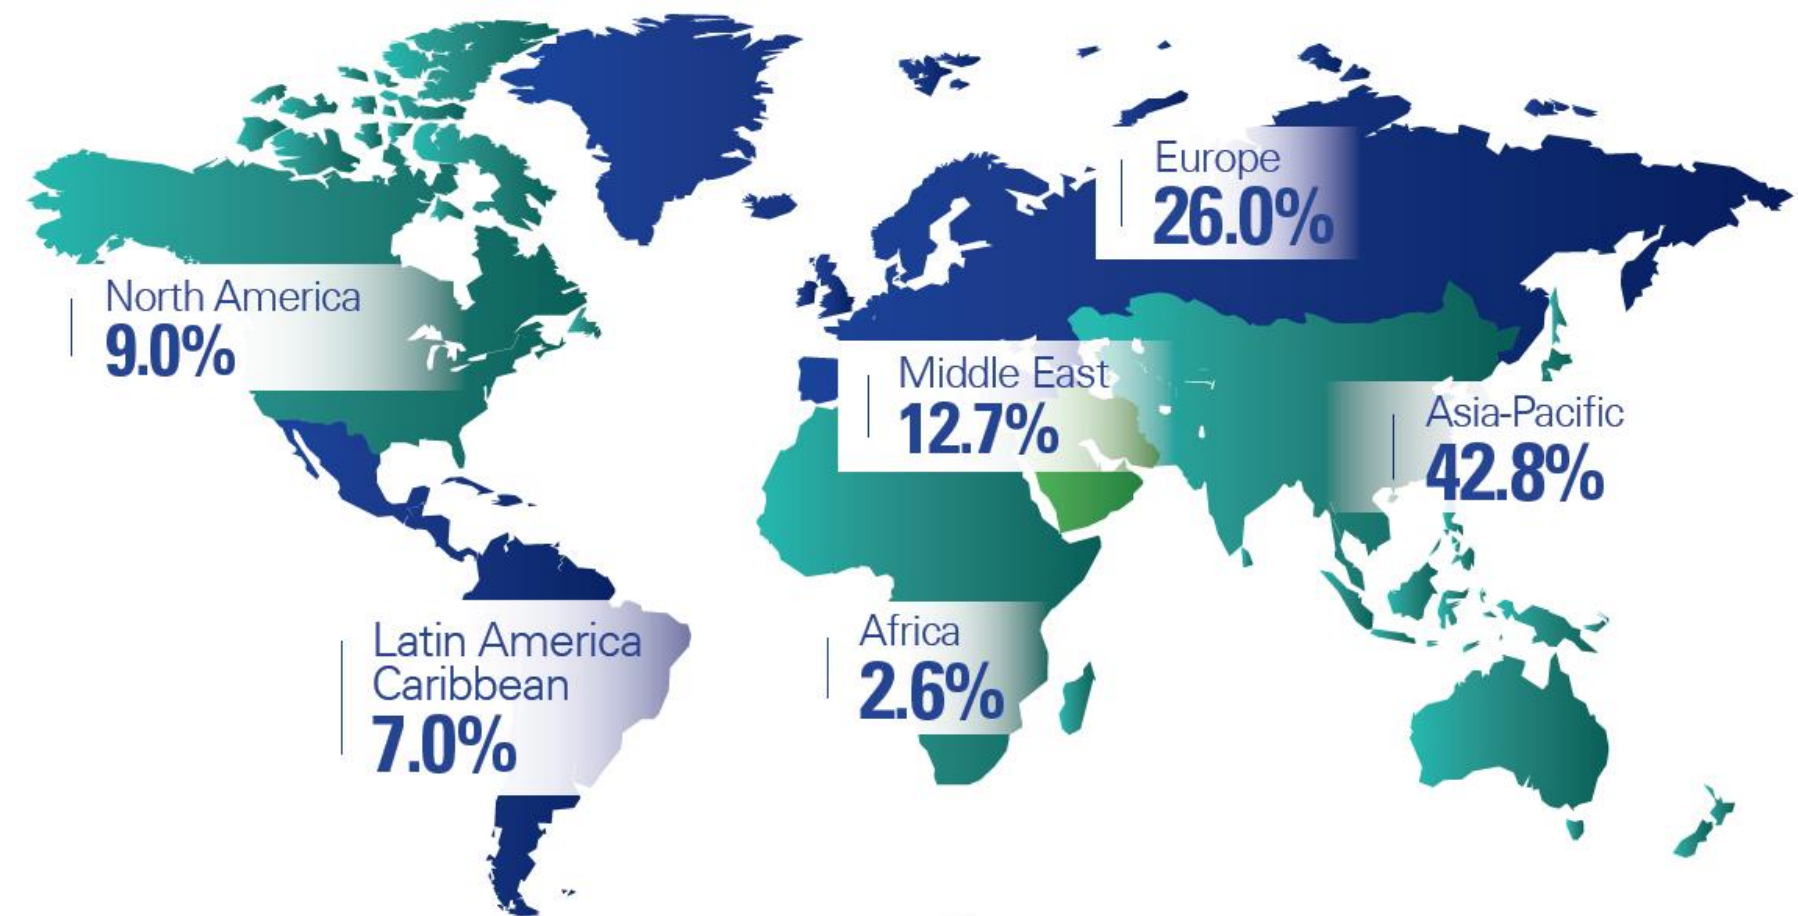 Europe
26.0%
North America
9.0%
Middle East
12.7%
Asia-Pacific
42.8%
Latin America
Caribbean
7.0%
Africa
2.6%